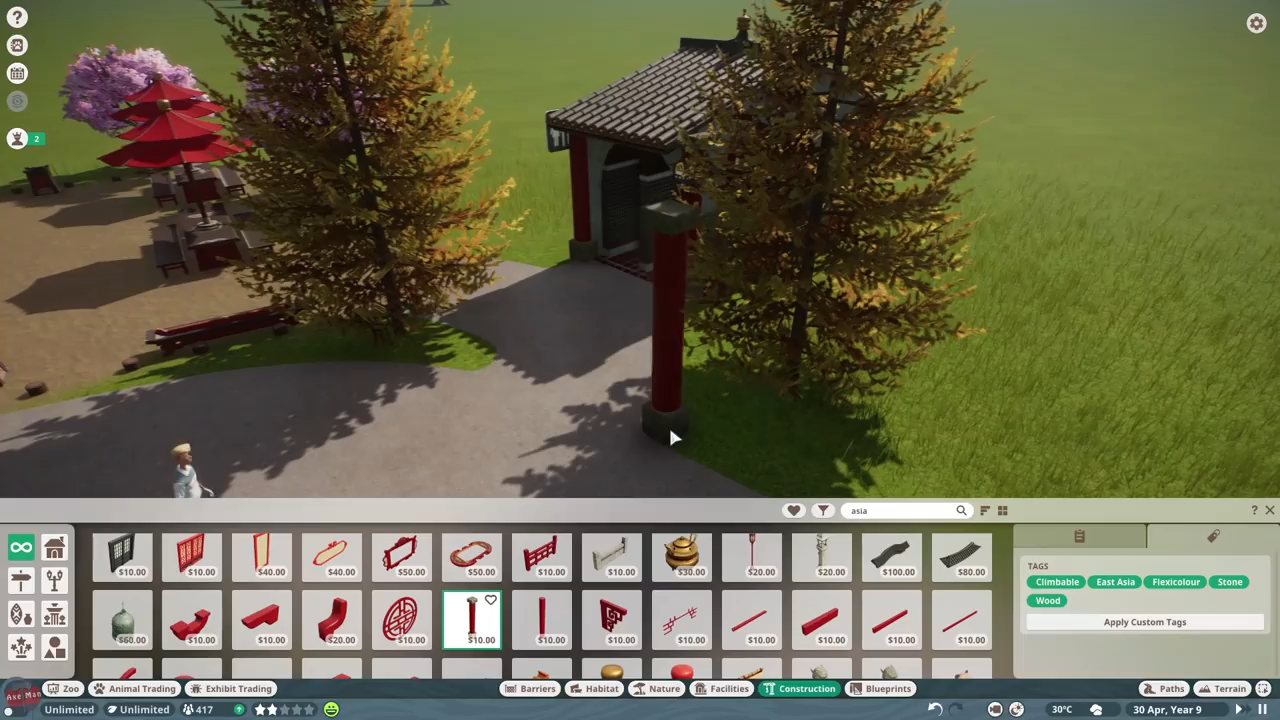 ?
2
asia
?
$10.00 $10.00 $40.00 $40.00 $50.00 $50.00 $10.00 $10.00 $30.00 $20.00 $20.00 $100.00 $80.00
$60.00 $10.00 $10.00 $20.00 $10.00 $10.00 $10.00 $10.00 $40.00 $10.00 $10.00 $10.00 $10.00
TAGS
Climbable East Asia Flexicolour Stone
Wood
Apply Custom Tags
Zoo Animal Trading Exhibit Trading Barriers Habitat Nature Facilities Construction Blueprints Paths Terrain
Axe Man
Unlimited Unlimited 417 30°C 30 Apr, Year 9